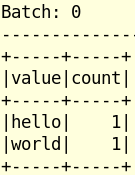 Batch: 0
-------------
+-----+-----+
|value|count|
+-----+-----+
|hello|    1|
|world|    1|
+-----+-----+